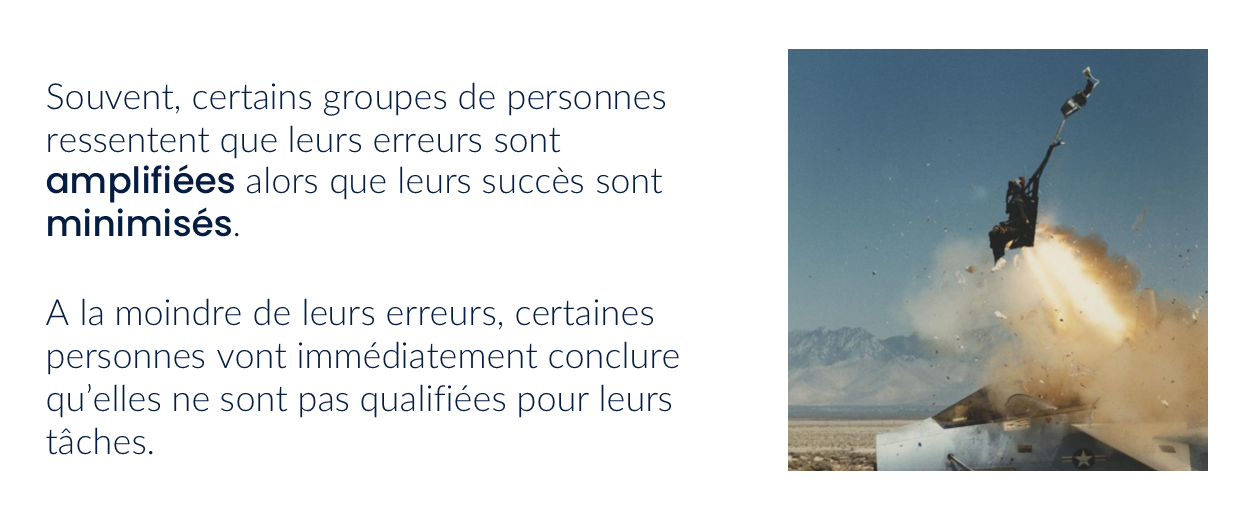 Souvent, certains groupes de personnes
ressentent que leurs erreurs sont
amplifiées alors que leurs succès sont
minimisés.
A la moindre de leurs erreurs, certaines
personnes vont immédiatement conclure
qu’elles ne sont pas qualifiées pour leurs
tâches.